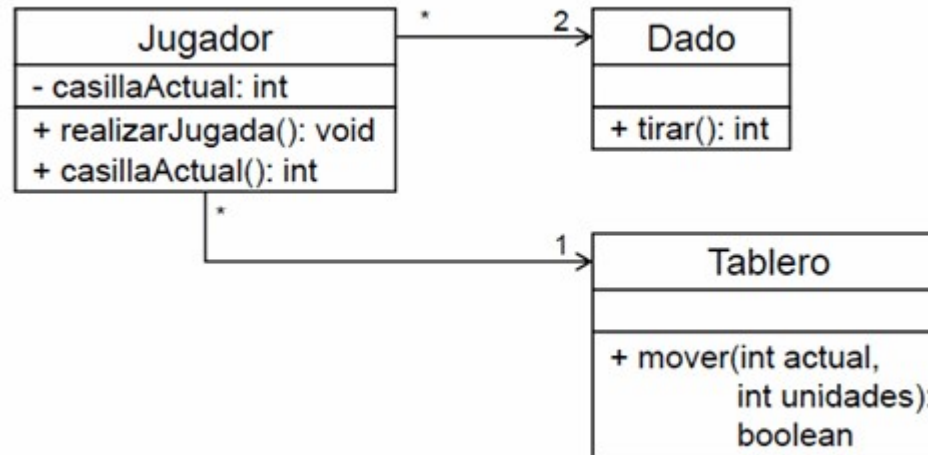 Jugador
- casillaActual: int
+ realizarJugada(): void
+ casillaActual(): int
*
2
Dado
+ tirar(): int
*
1
Tablero
+ mover(int actual,
int unidades):
boolean